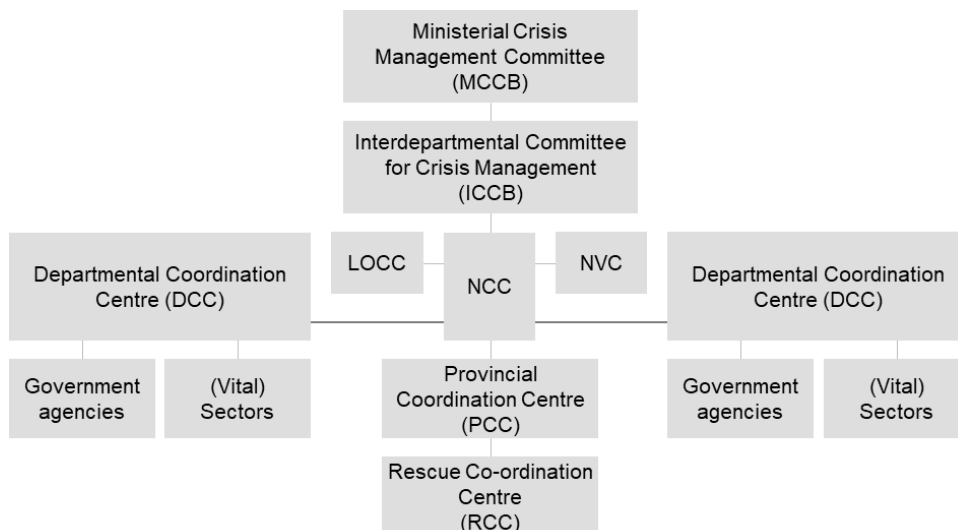 Ministerial Crisis
Management Committee
(MCCB)
Interdepartmental Committee
for Crisis Management
(ICCB)
Departmental Coordination
Centre (DCC)
LOCC
NCC
NVC
Departmental Coordination
Centre (DCC)
Government
agencies
(Vital)
Sectors
Provincial
Coordination Centre
(PCC)
Government
agencies
(Vital)
Sectors
Rescue Co-ordination
Centre
(RCC)